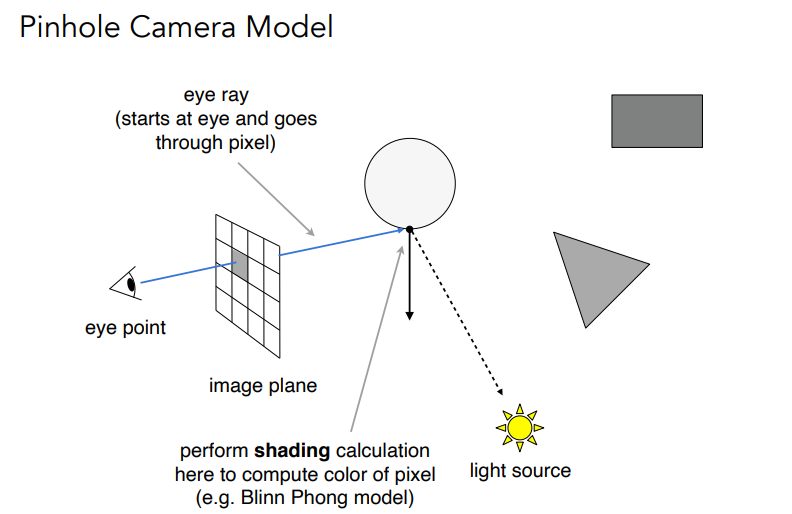 Pinhole Camera Model
eye ray
(starts at eye and goes
through pixel)
eye point
image plane
perform shading calculation
here to compute color of pixel
(e.g. Blinn Phong model)
light source